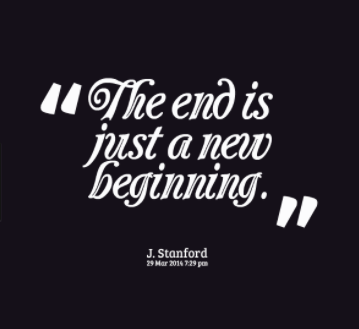 "The end is
just a new
beginning."
J. Stanford
29 Mar 2014 7:29 pm